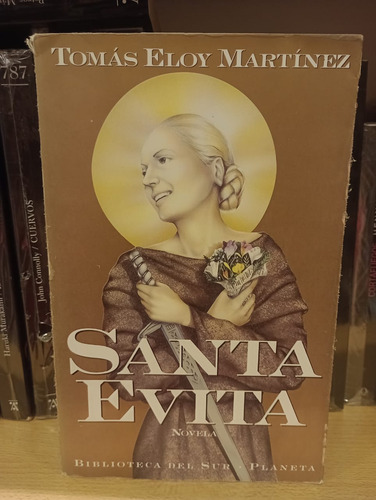 TOMÁS ELOY MARTÍNEZ
SANTA
EVITA
NOVELA
BIBLIOTECA DEL SUR · PLANETA
787
John Connolly / CUERVOS
Haruki Murakami